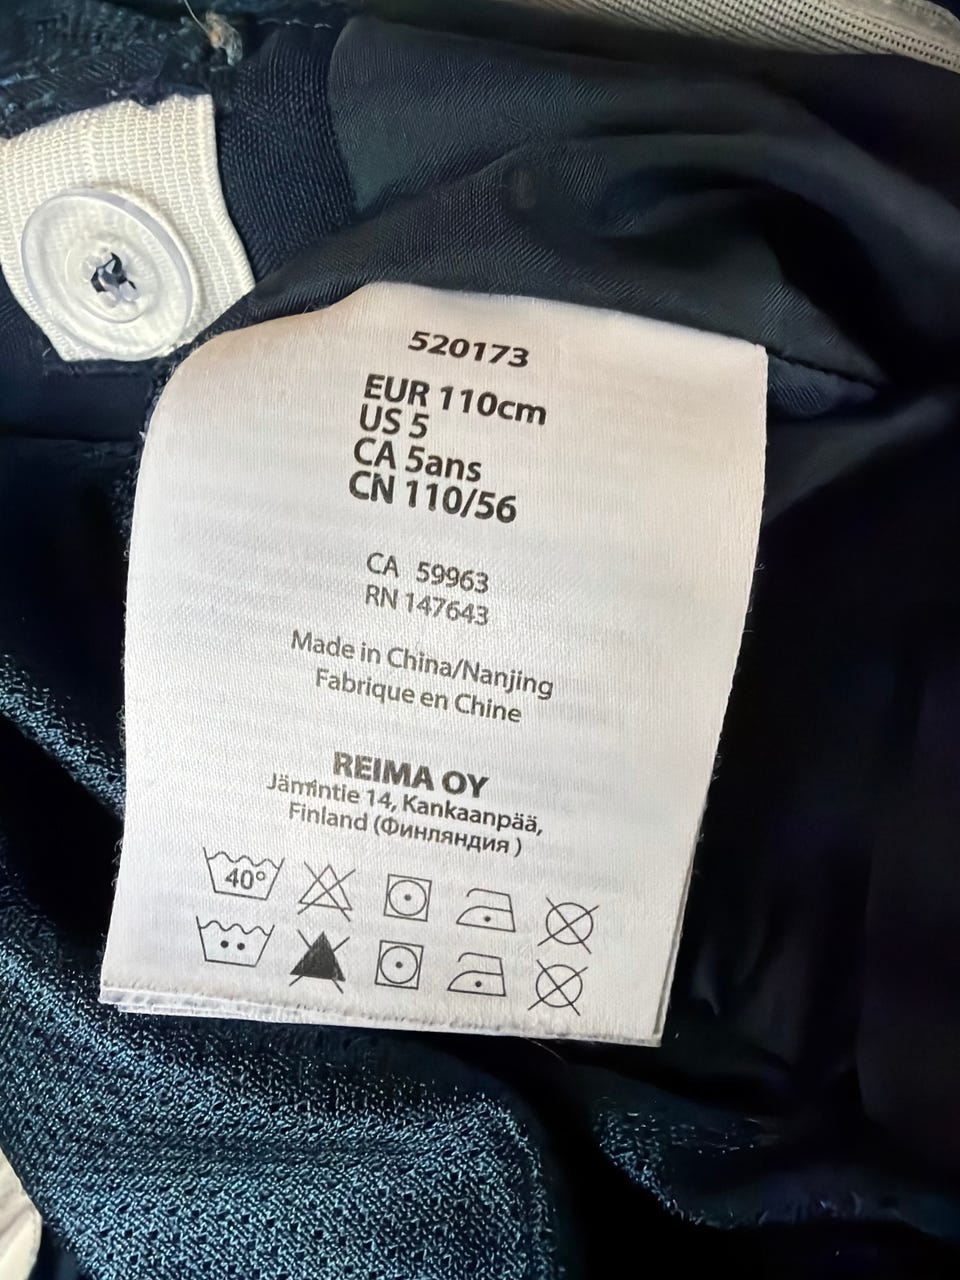 520173
EUR 110cm
US 5
CA 5ans
CN 110/56
CA 59963
RN 147643
Made in China/Nanjing
Fabrique en Chine
REIMA OY
Jämintie 14, Kankaanpää,
Finland (Финляндия )
40°